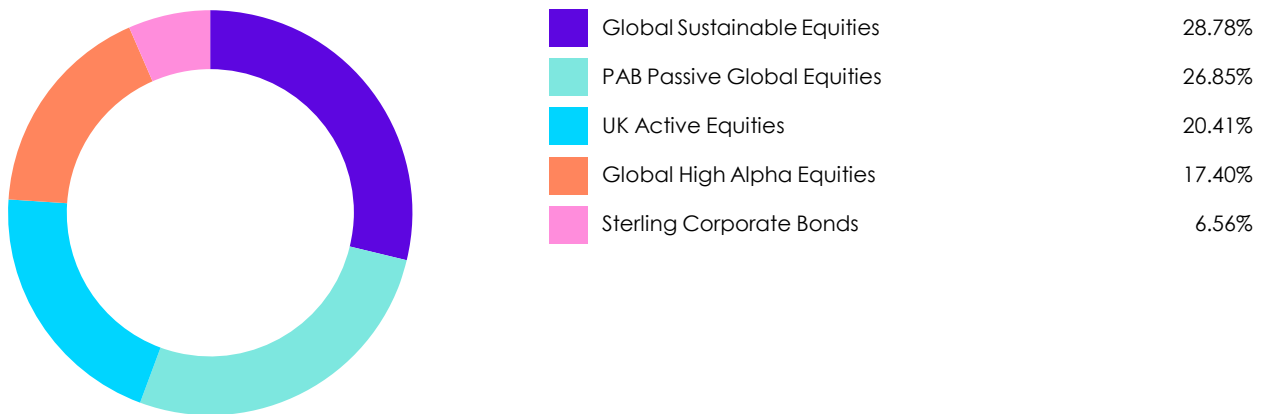 Global Sustainable Equities 28.78%
PAB Passive Global Equities 26.85%
UK Active Equities 20.41%
Global High Alpha Equities 17.40%
Sterling Corporate Bonds 6.56%